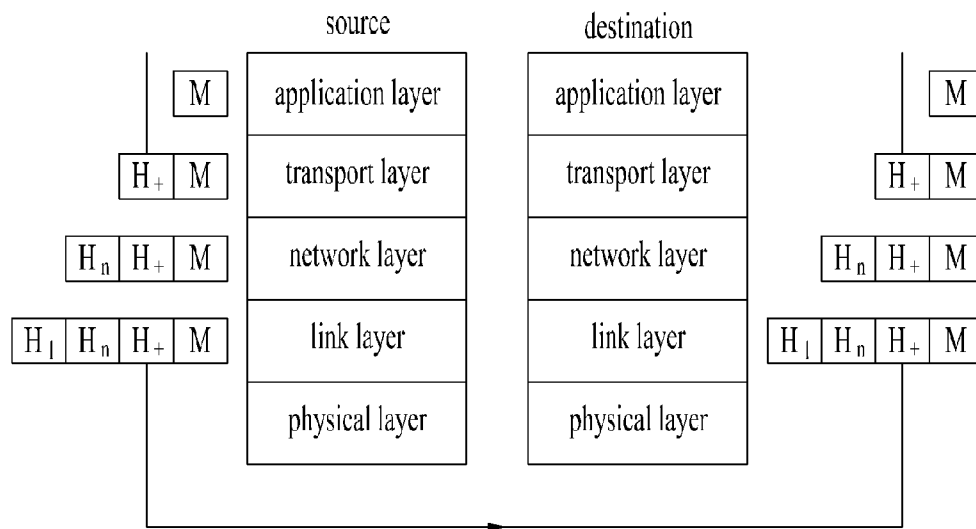 source destination
M application layer application layer M
H+ M transport layer transport layer H+ M
Hn H+ M network layer network layer Hn H+ M
Hl Hn H+ M link layer link layer Hl Hn H+ M
physical layer physical layer